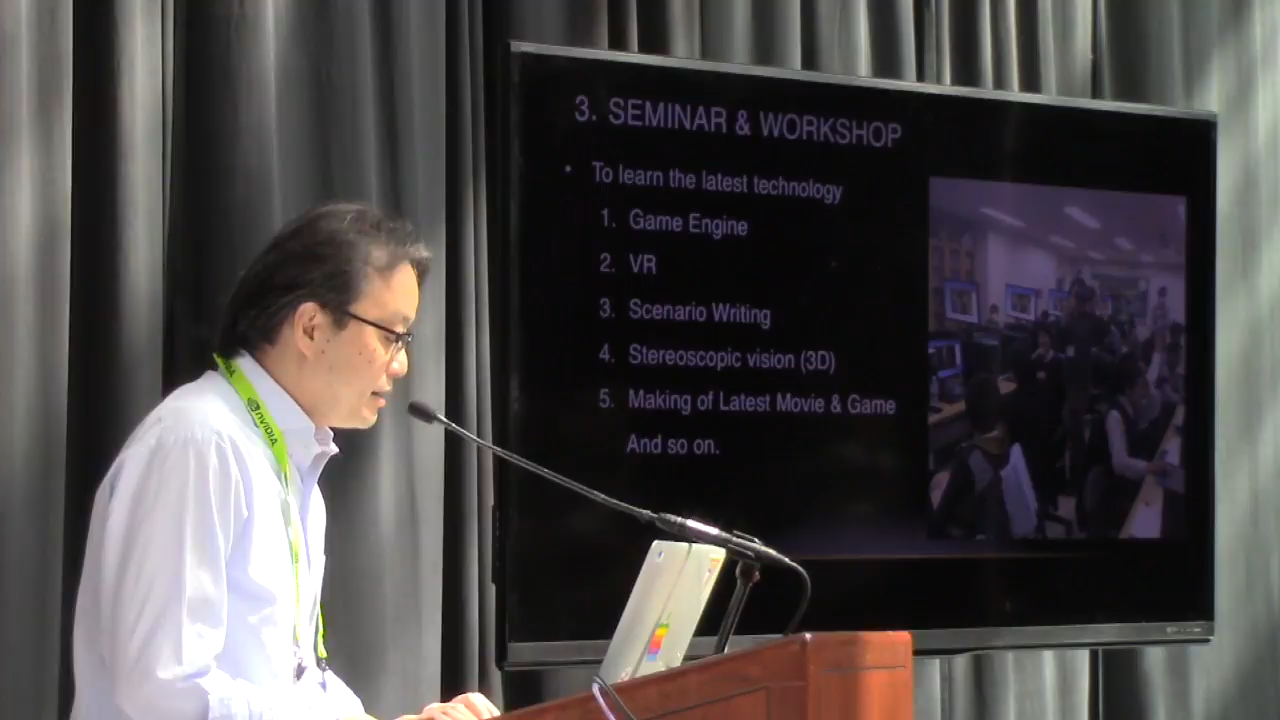 3. SEMINAR & WORKSHOP
• To learn the latest technology
1. Game Engine
2. VR
3. Scenario Writing
4. Stereoscopic vision (3D)
5. Making of Latest Movie & Game
And so on.
NVIDIA